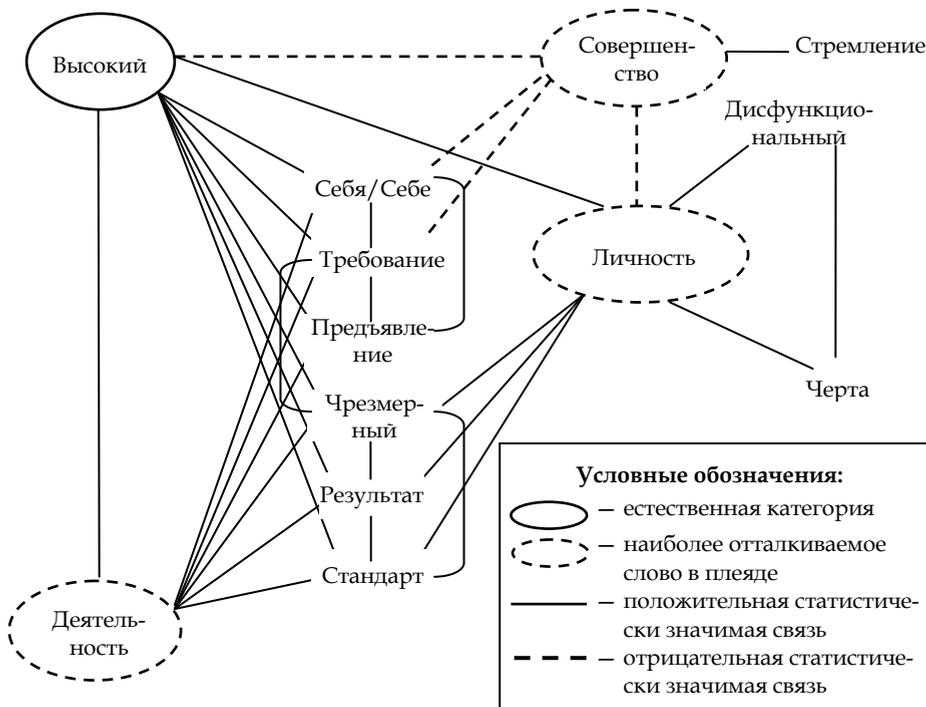 Высокий
Совершен-
ство
Стремление
Дисфункцио-
нальный
Себя/Себе
Требование
Личность
Предъявле-
ние
Черта
Чрезмер-
ный
Результат
Стандарт
Деятель-
ность
Условные обозначения:
– естественная категория
– наиболее отталкиваемое
слово в плеяде
– положительная статистиче-
ски значимая связь
– отрицательная статистиче-
ски значимая связь